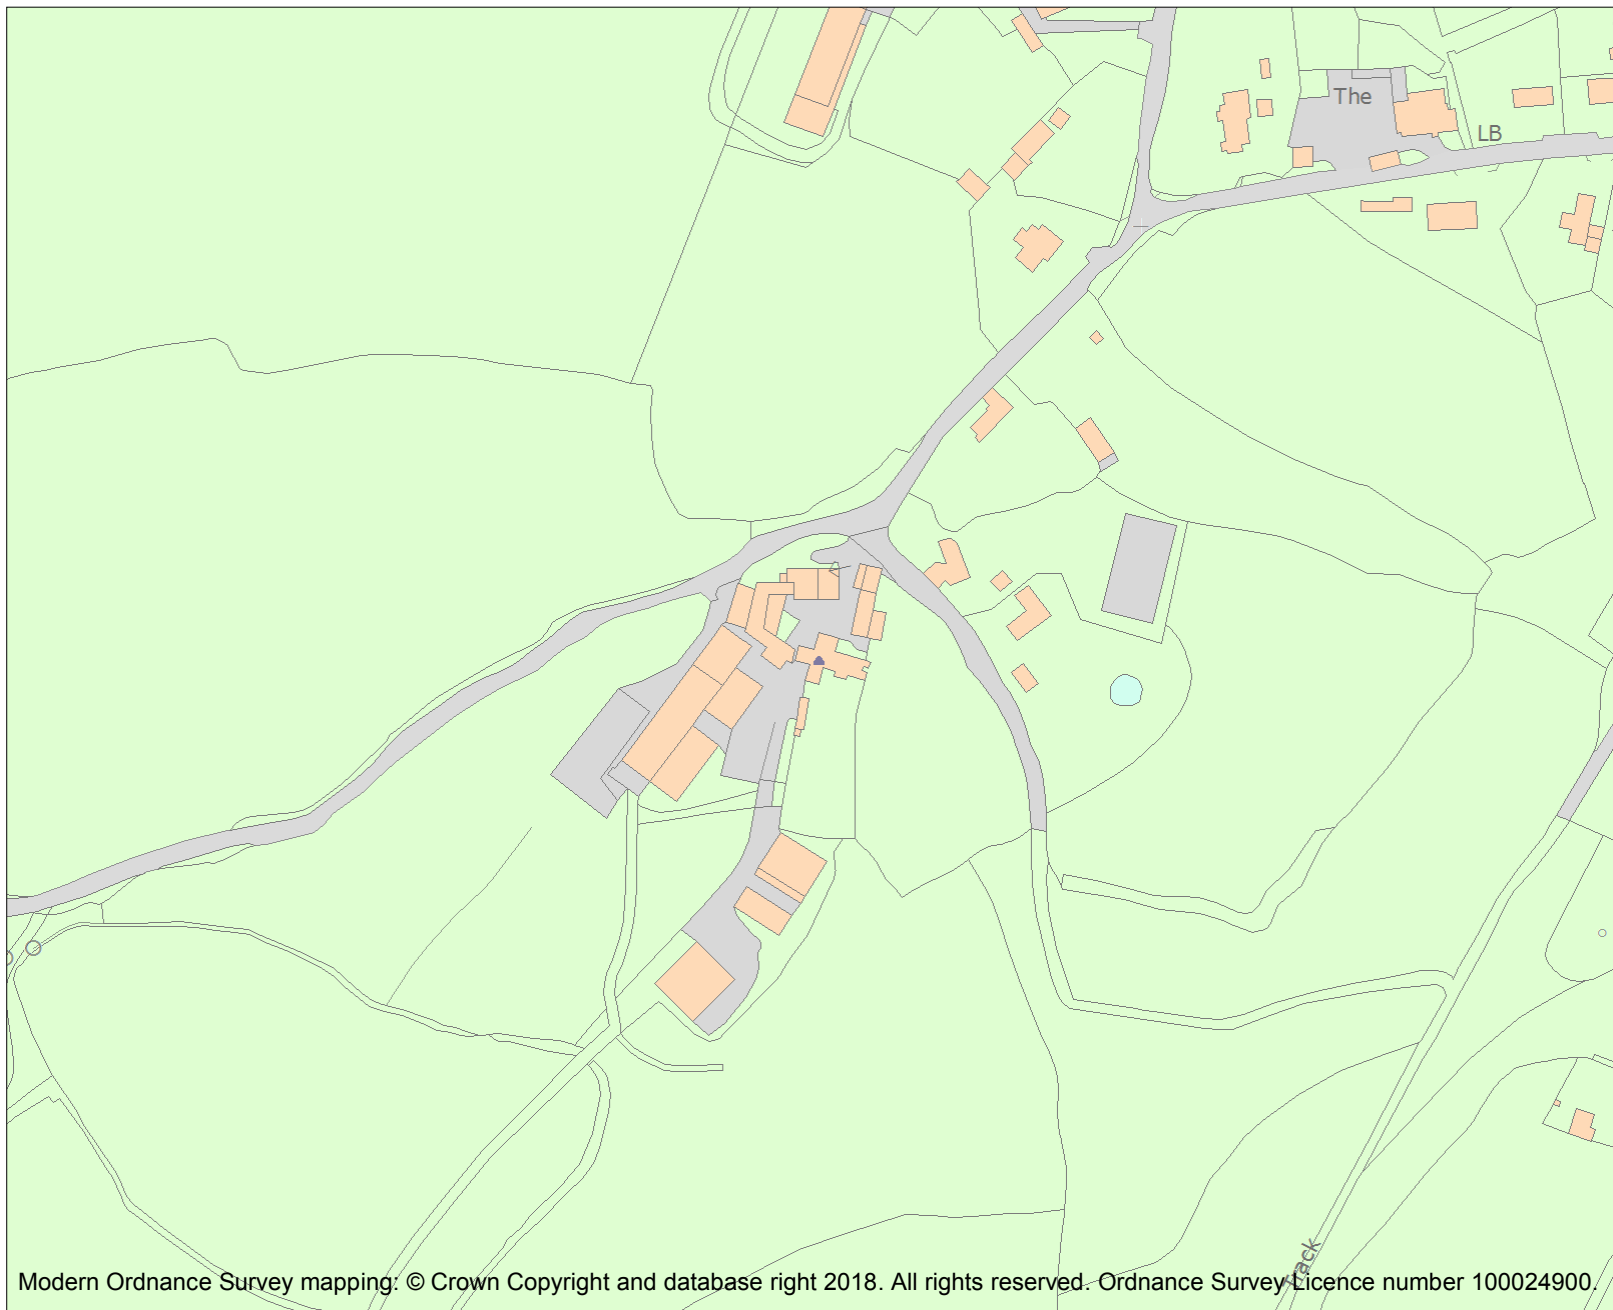 The
LB
Track
Modern Ordnance Survey mapping: © Crown Copyright and database right 2018. All rights reserved. Ordnance Survey Licence number 100024900.